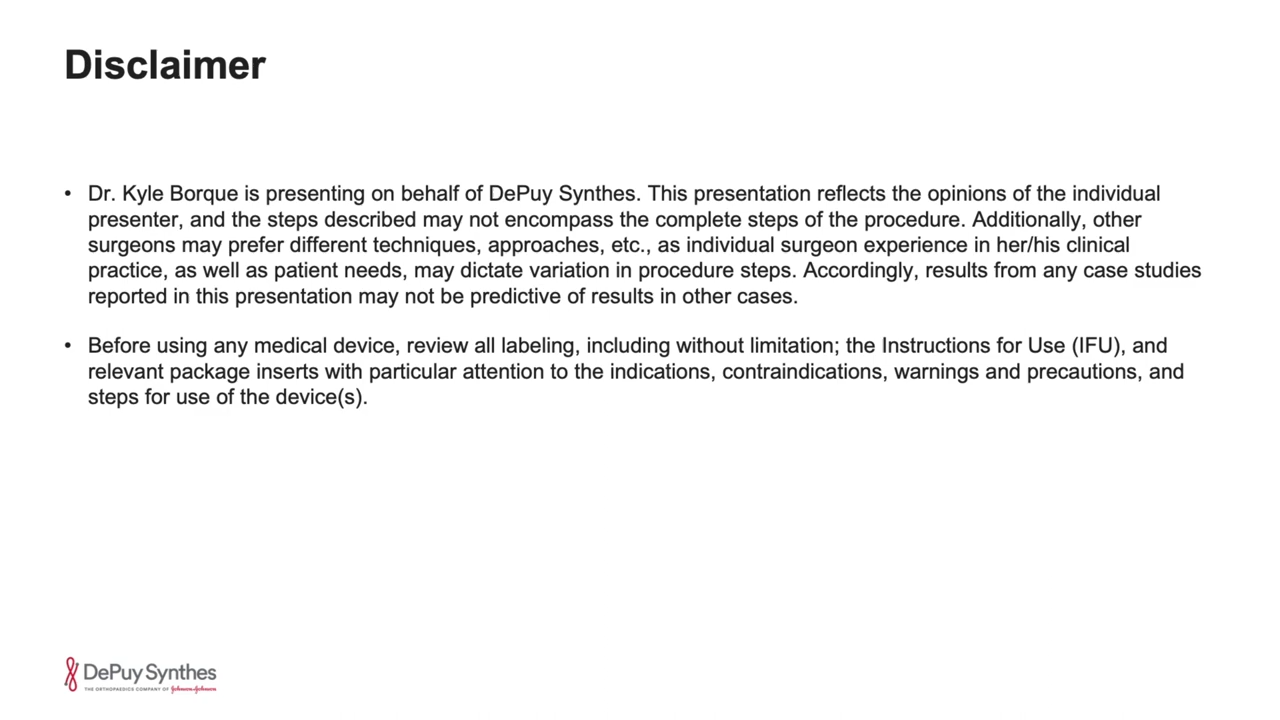 Disclaimer
• Dr. Kyle Borque is presenting on behalf of DePuy Synthes. This presentation reflects the opinions of the individual
presenter, and the steps described may not encompass the complete steps of the procedure. Additionally, other
surgeons may prefer different techniques, approaches, etc., as individual surgeon experience in her/his clinical
practice, as well as patient needs, may dictate variation in procedure steps. Accordingly, results from any case studies
reported in this presentation may not be predictive of results in other cases.
• Before using any medical device, review all labeling, including without limitation; the Instructions for Use (IFU), and
relevant package inserts with particular attention to the indications, contraindications, warnings and precautions, and
steps for use of the device(s).
DePuy Synthes
THE ORTHOPAEDICS COMPANY OF Johnson & Johnson